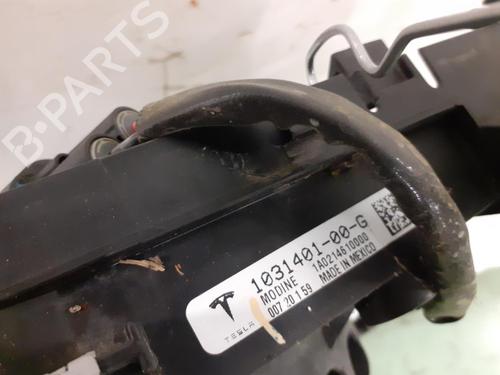 B-PARTS
1031401-00-G
MODINE 1A0214610000
007 20 1 59 MADE IN MEXICO
TESLA